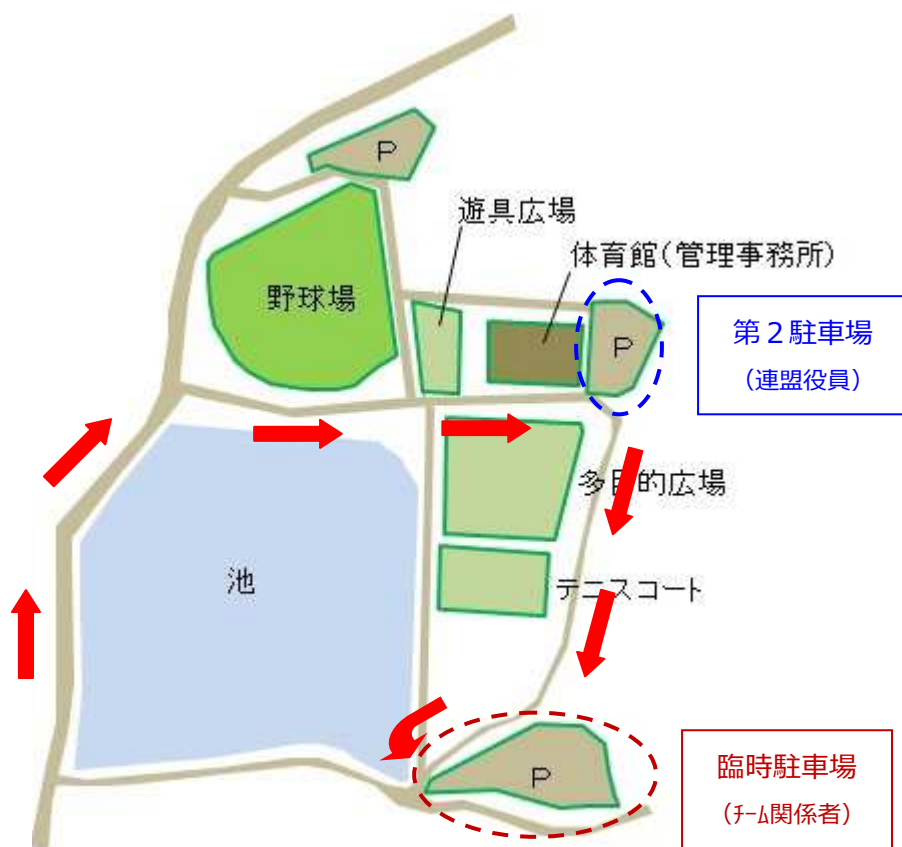 P
遊具広場
体育館(管理事務所)
野球場
P
第2駐車場
(連盟役員)
多目的広場
池
テニスコート
P
臨時駐車場
(ﾁｰﾑ関係者)